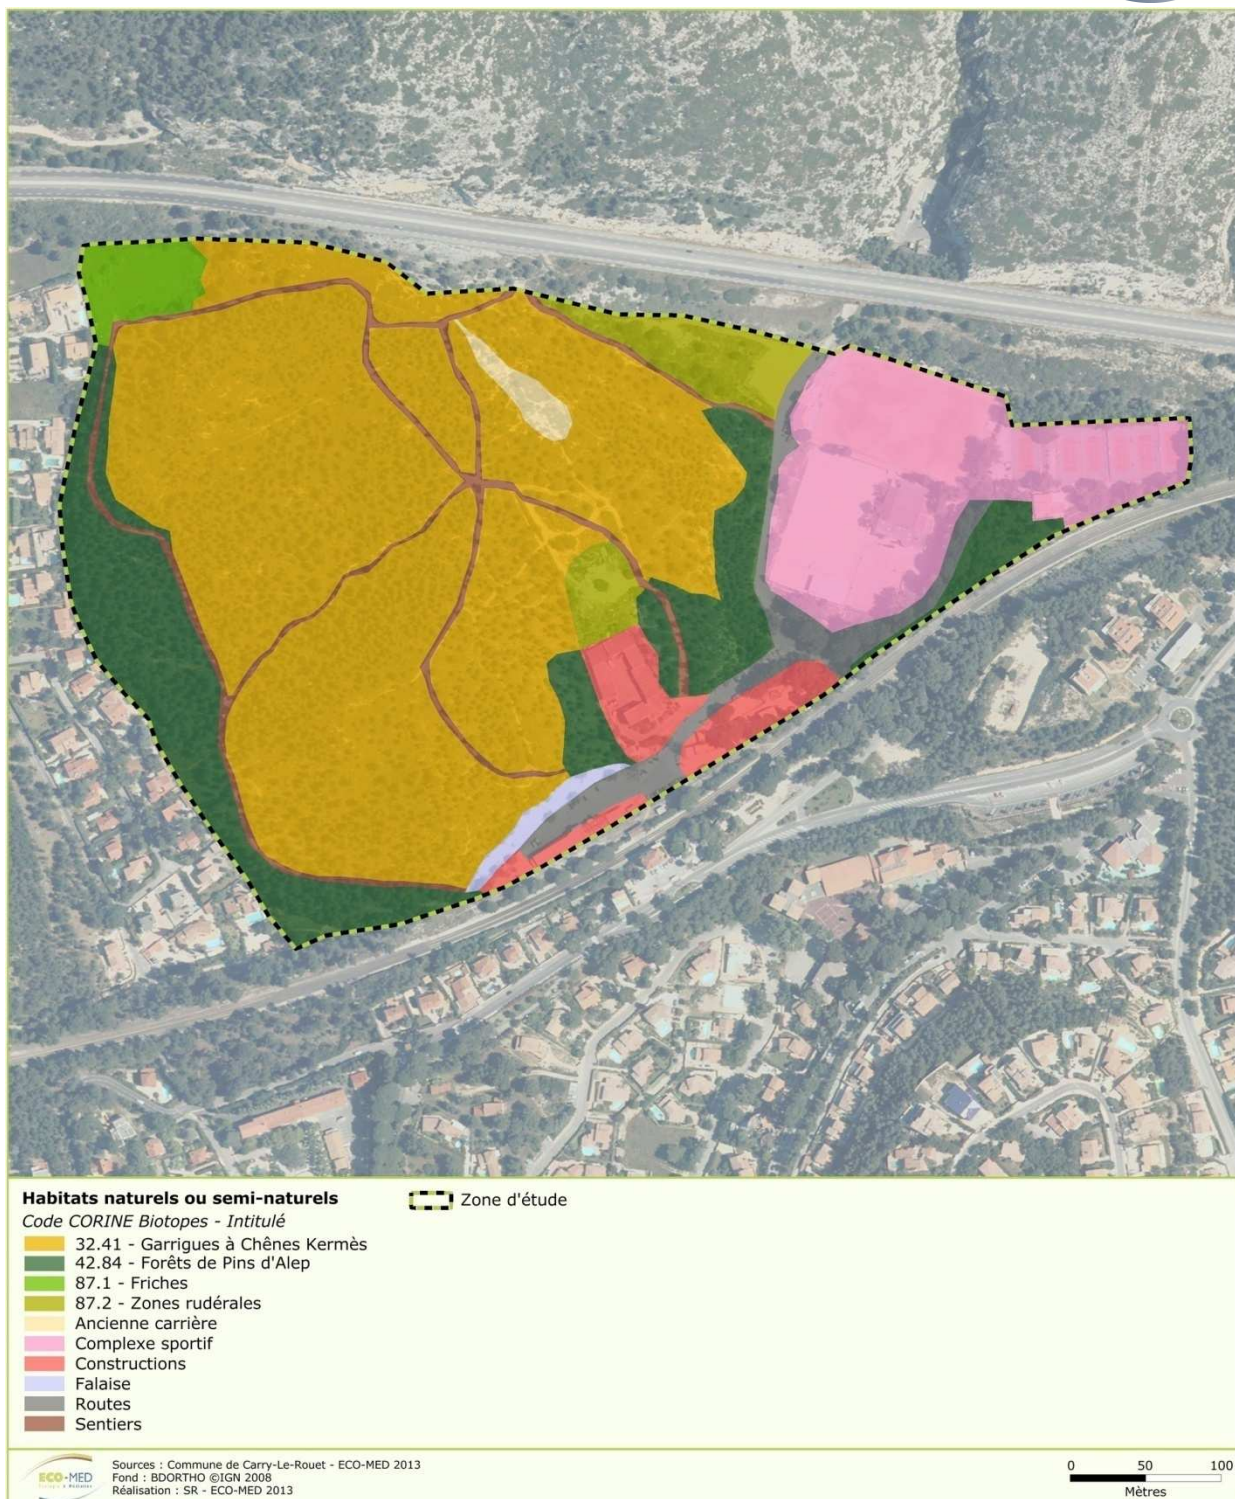 Habitats naturels ou semi-naturels
Zone d'étude
Code CORINE Biotopes - Intitulé
32.41 - Garrigues à Chênes Kermès
42.84 - Forêts de Pins d'Alep
87.1 - Friches
87.2 - Zones rudérales
Ancienne carrière
Complexe sportif
Constructions
Falaise
Routes
Sentiers
ECO-MED
Sources : Commune de Carry-Le-Rouet - ECO-MED 2013
Fond : BDORTHO ©IGN 2008
Réalisation : SR - ECO-MED 2013
0 50 100
Mètres